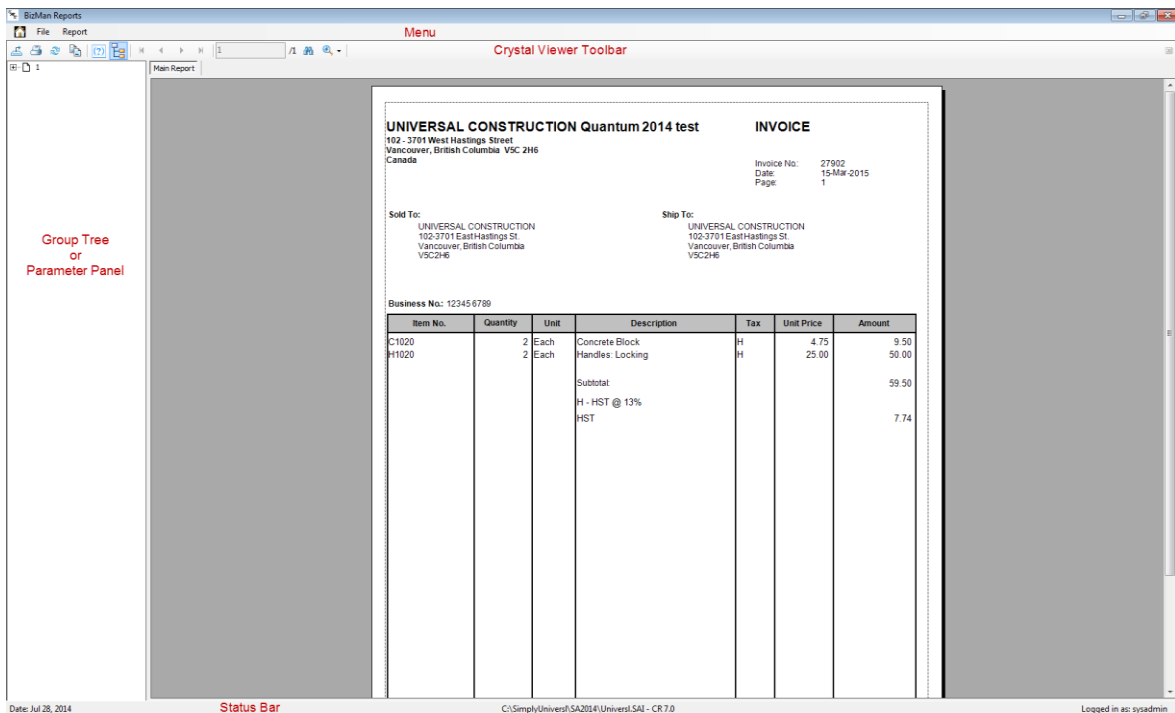 BizMan Reports
File Report Menu
1 /1 Crystal Viewer Toolbar
1 Main Report
Group Tree
or
Parameter Panel
UNIVERSAL CONSTRUCTION Quantum 2014 test INVOICE
102 - 3701 West Hastings Street
Vancouver, British Columbia V5C 2H6
Canada
Invoice No.: 27902
Date: 15-Mar-2015
Page: 1
Sold To: Ship To:
UNIVERSAL CONSTRUCTION UNIVERSAL CONSTRUCTION
102-3701 East Hastings St. 102-3701 East Hastings St.
Vancouver, British Columbia Vancouver, British Columbia
V5C2H6 V5C2H6
Business No.: 123456789
Item No. Quantity Unit Description Tax Unit Price Amount
C1020 2 Each Concrete Block H 4.75 9.50
H1020 2 Each Handles: Locking H 25.00 50.00
Subtotal: 59.50
H - HST @ 13%
HST 7.74
Date: Jul 28, 2014 Status Bar C:\SimplyUniversl\SA2014\Universl.SAI - CR 7.0 Logged in as: sysadmin